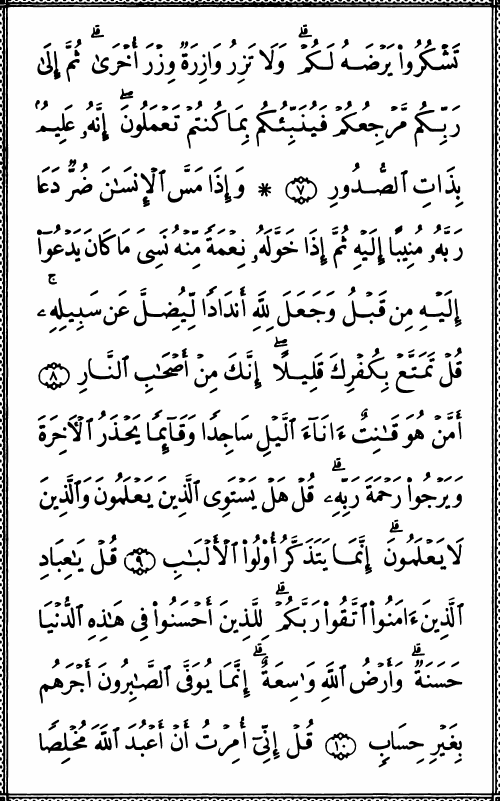 تَشْكُرُوا۟ يَرْضَهُ لَكُمْ ۗ وَلَا تَزِرُ وَازِرَةٌ وِزْرَ أُخْرَىٰ ۗ ثُمَّ إِلَىٰ
رَبِّكُم مَّرْجِعُكُمْ فَيُنَبِّئُكُم بِمَا كُنتُمْ تَعْمَلُونَ ۖ إِنَّهُۥ عَلِيمٌۢ
بِذَاتِ ٱلصُّدُورِ ٧ * وَإِذَا مَسَّ ٱلْإِنسَٰنَ ضُرٌّ دَعَا
رَبَّهُۥ مُنِيبًا إِلَيْهِ ثُمَّ إِذَا خَوَّلَهُۥ نِعْمَةً مِّنْهُ نَسِىَ مَا كَانَ يَدْعُوٓا۟
إِلَيْهِ مِن قَبْلُ وَجَعَلَ لِلَّهِ أَندَادًا لِّيُضِلَّ عَن سَبِيلِهِۦ ۚ
قُلْ تَمَتَّعْ بِكُفْرِكَ قَلِيلًا ۖ إِنَّكَ مِنْ أَصْحَٰبِ ٱلنَّارِ ٨
أَمَّنْ هُوَ قَٰنِتٌ ءَانَآءَ ٱلَّيْلِ سَاجِدًا وَقَآئِمًا يَحْذَرُ ٱلْءَاخِرَةَ
وَيَرْجُوا۟ رَحْمَةَ رَبِّهِۦ ۗ قُلْ هَلْ يَسْتَوِى ٱلَّذِينَ يَعْلَمُونَ وَٱلَّذِينَ
لَا يَعْلَمُونَ ۗ إِنَّمَا يَتَذَكَّرُ أُو۟لُوا۟ ٱلْأَلْبَٰبِ ٩ قُلْ يَٰعِبَادِ
ٱلَّذِينَ ءَامَنُوا۟ ٱتَّقُوا۟ رَبَّكُمْ ۗ لِلَّذِينَ أَحْسَنُوا۟ فِى هَٰذِهِ ٱلدُّنْيَا
حَسَنَةٌ ۗ وَأَرْضُ ٱللَّهِ وَٰسِعَةٌ ۗ إِنَّمَا يُوَفَّى ٱلصَّٰبِرُونَ أَجْرَهُم
بِغَيْرِ حِسَابٍ ١٠ قُلْ إِنِّىٓ أُمِرْتُ أَنْ أَعْبُدَ ٱللَّهَ مُخْلِصًا